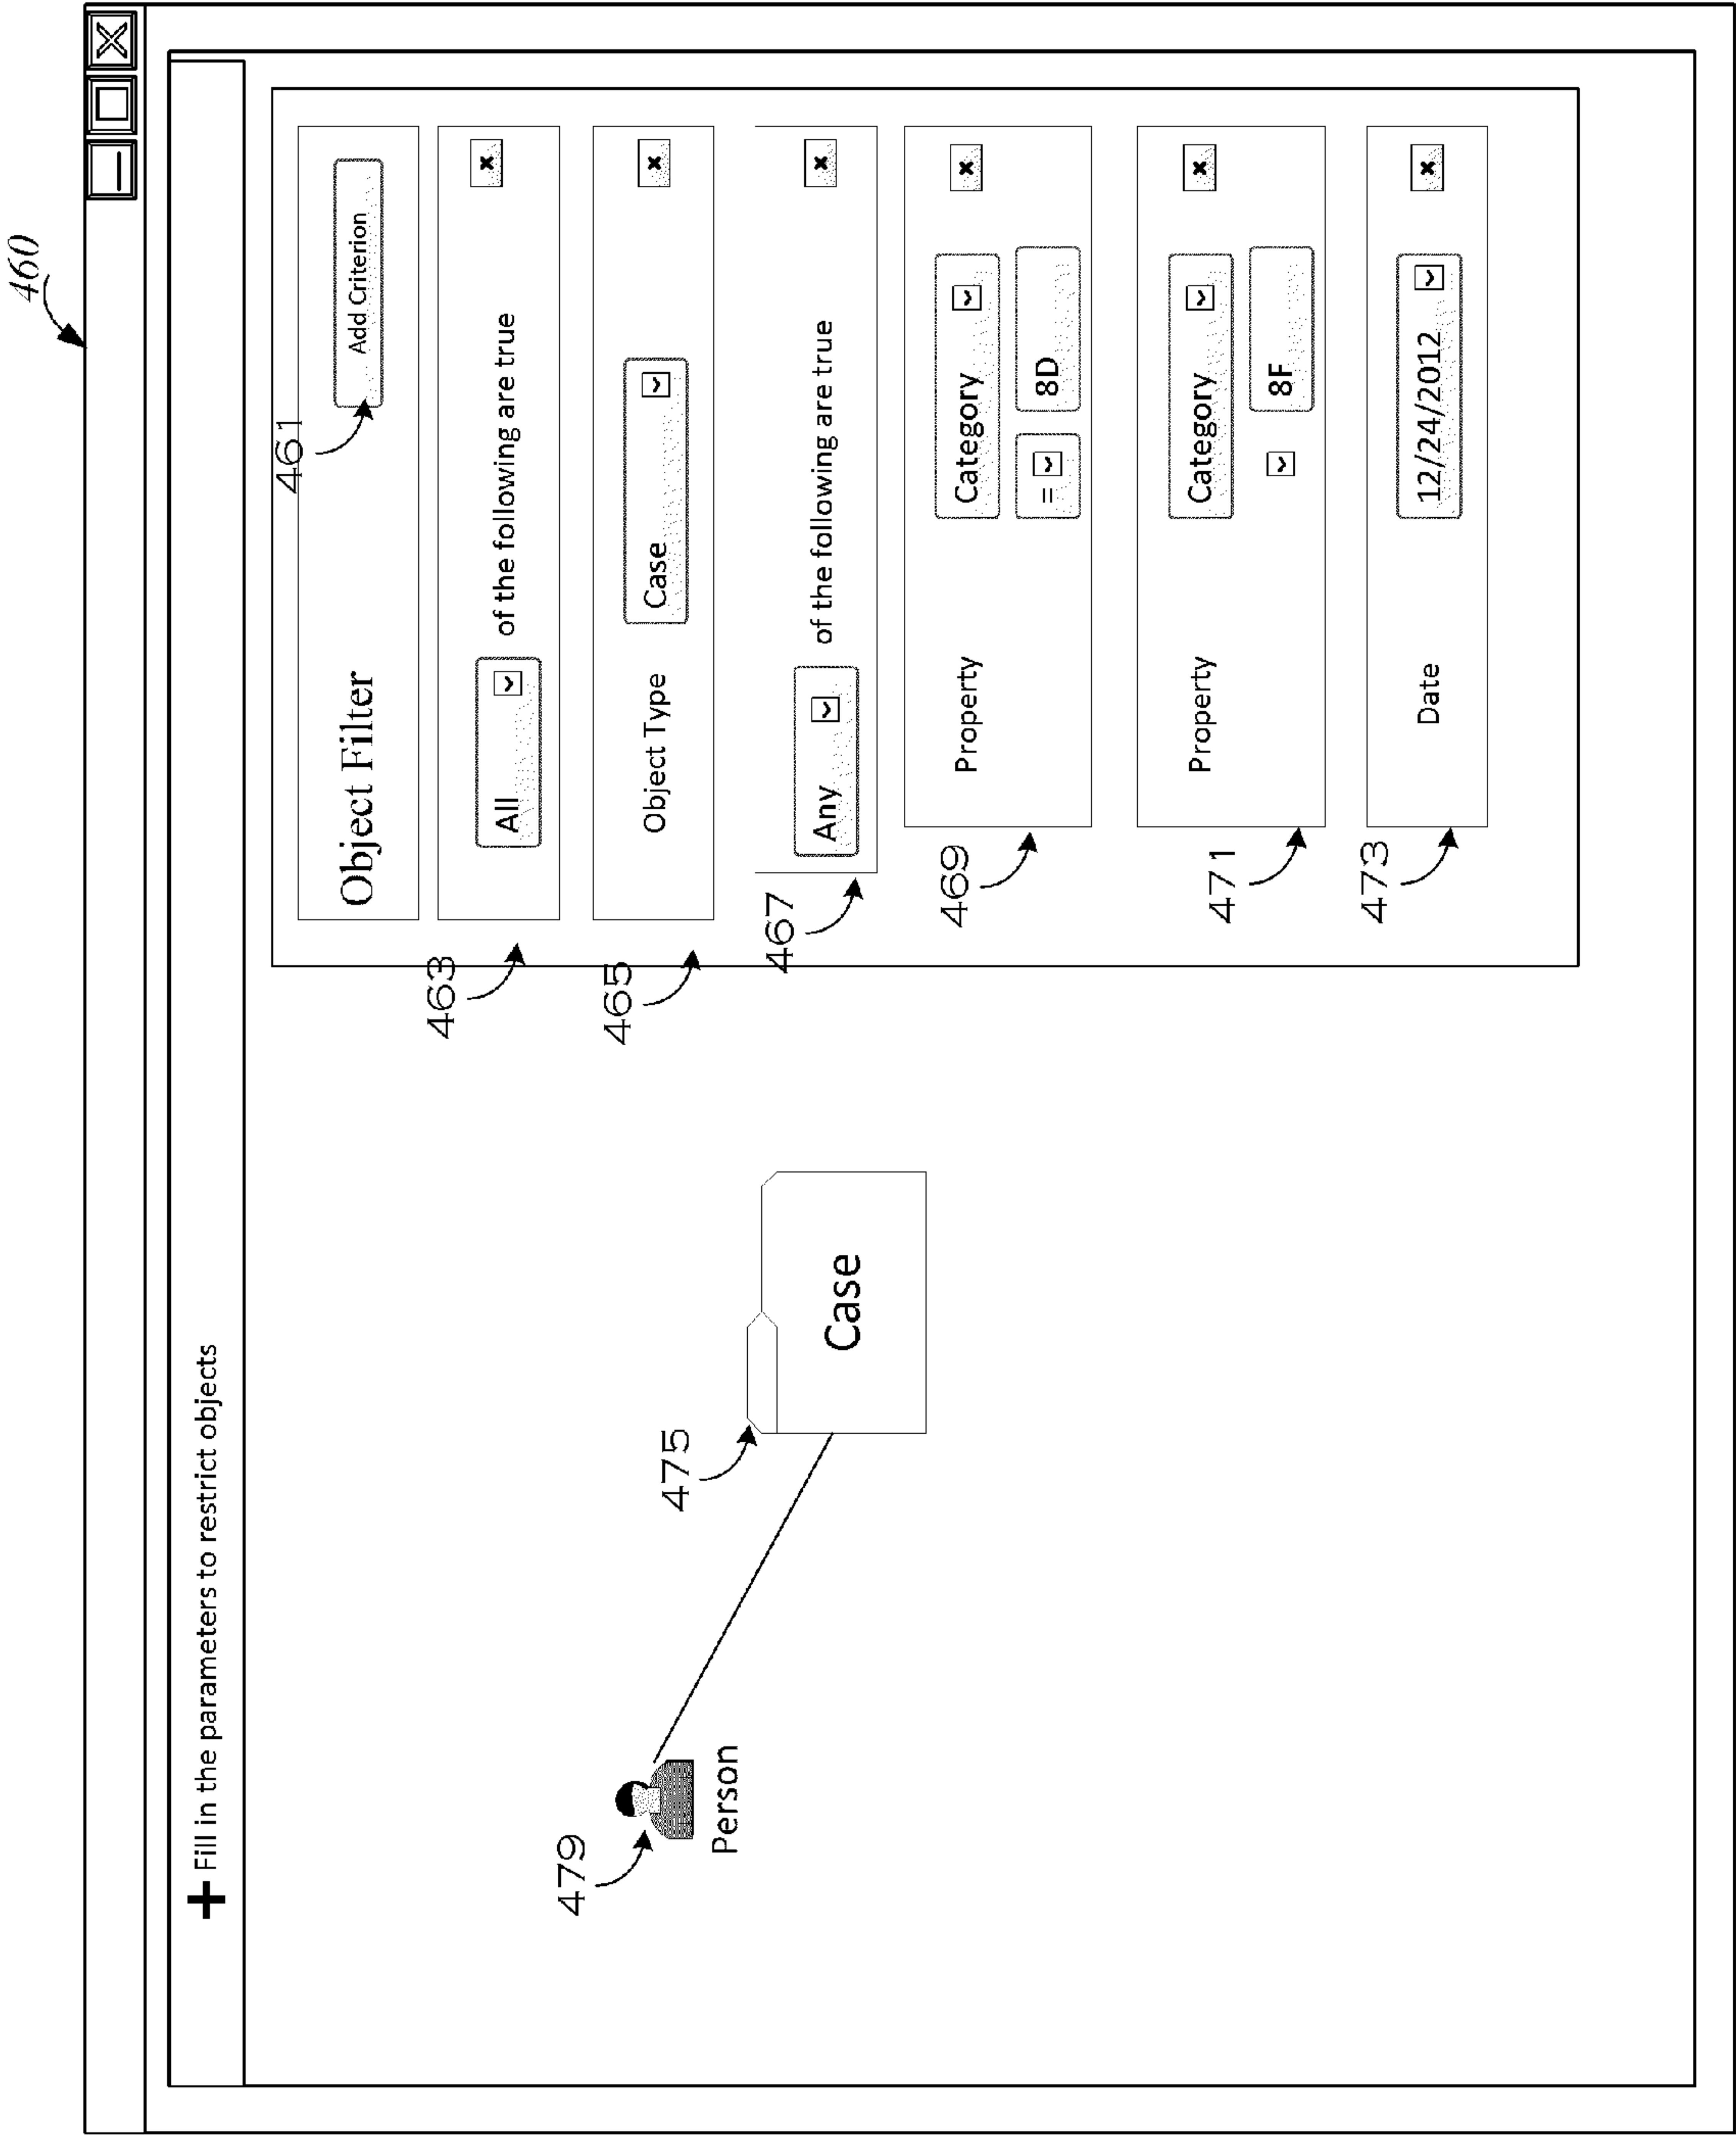 460
+ Fill in the parameters to restrict objects
461
Object Filter
Add Criterion
463
All of the following are true
465
Object Type Case
467
Any of the following are true
469
Property Category
= 8D
471
Property Category
8F
473
Date 12/24/2012
479
Person
475
Case